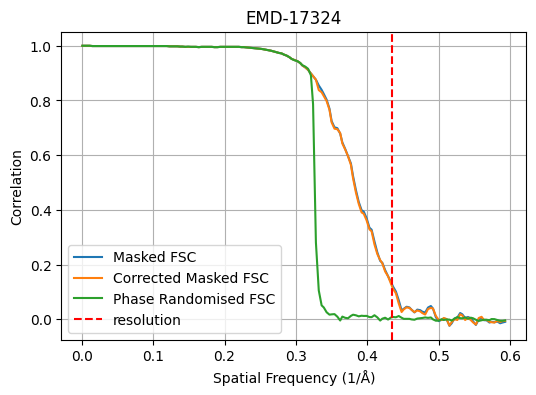 EMD-17324
1.0
0.8
0.6
0.4
0.2
0.0
Correlation
Masked FSC
Corrected Masked FSC
Phase Randomised FSC
resolution
0.0 0.1 0.2 0.3 0.4 0.5 0.6
Spatial Frequency (1/Å)